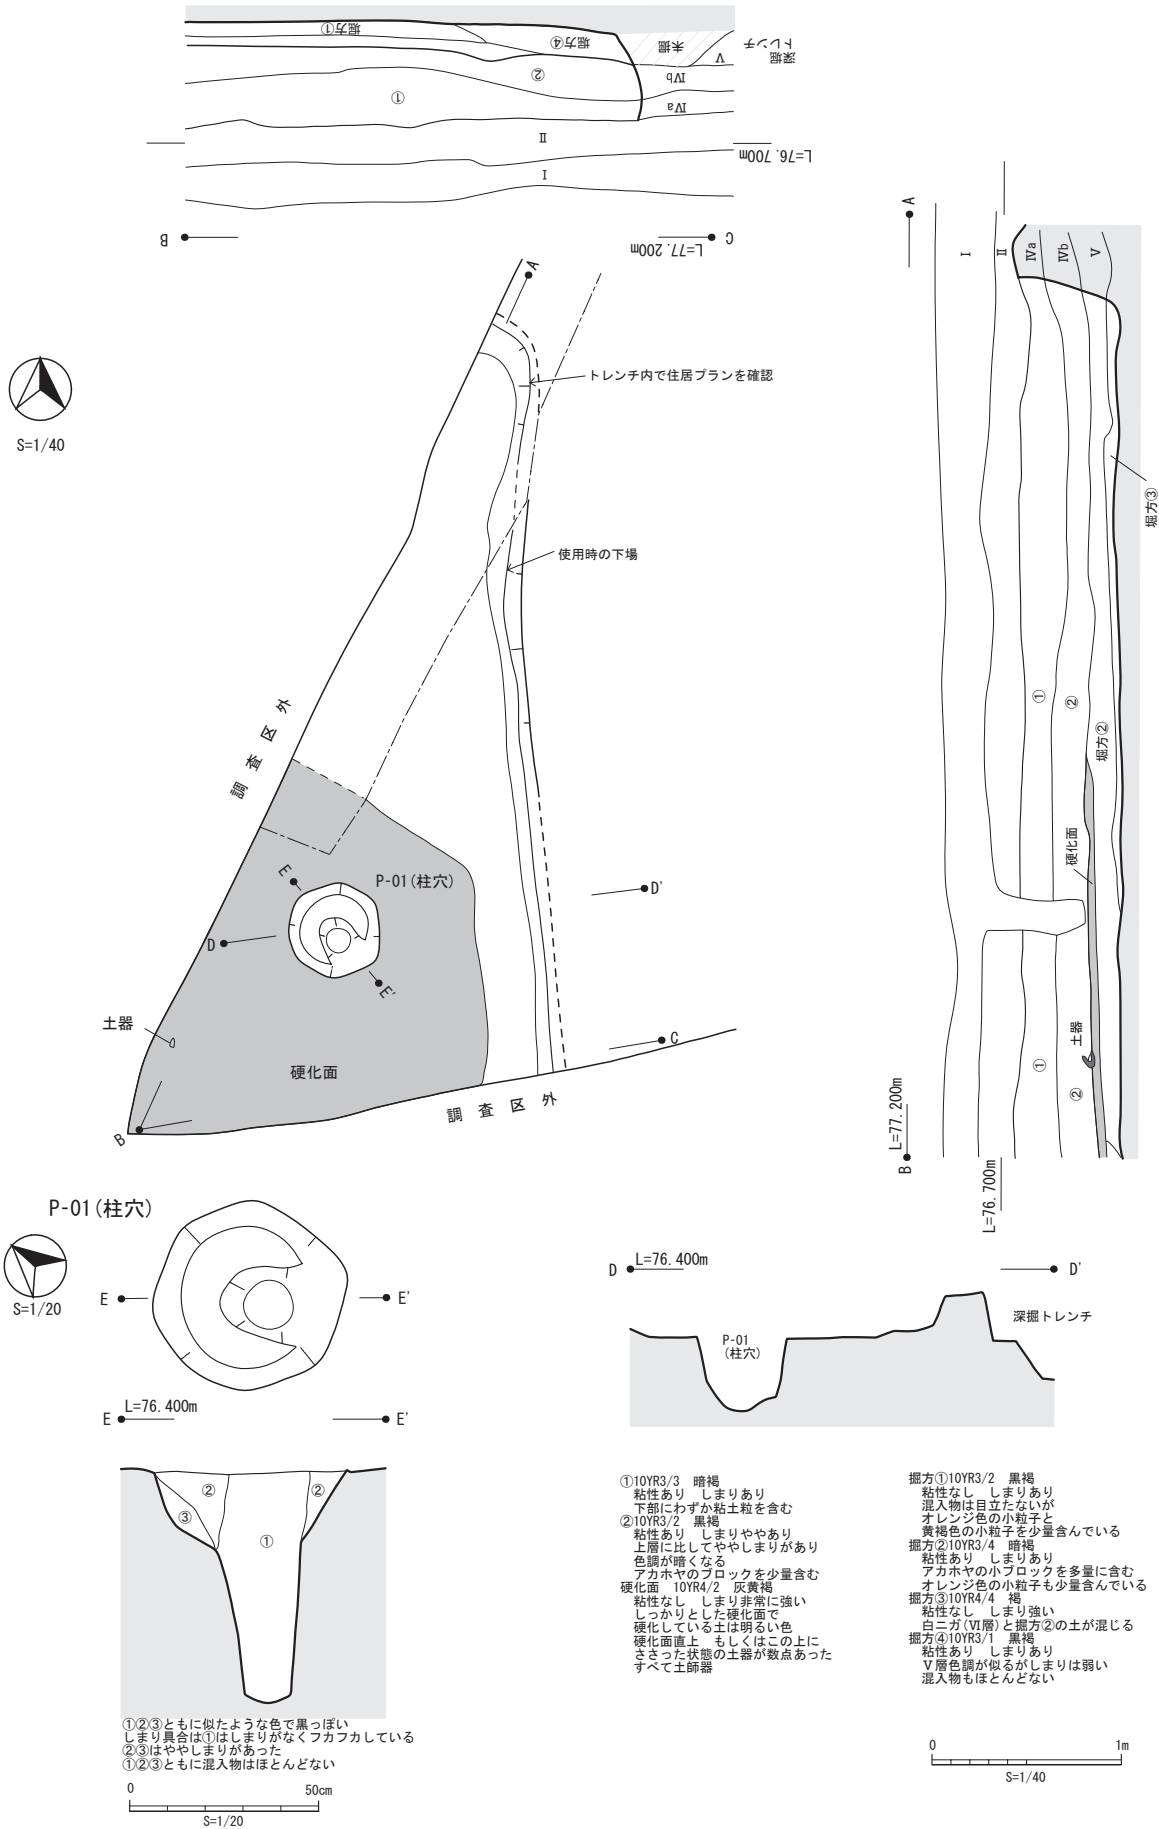 堀方①
堀方④
未掘
深堀
トレンチ
Ⅴ
②
Ⅳb
①
Ⅳa
Ⅱ
L=76.700m
Ⅰ
B
C
L=77.200m
A
トレンチ内で住居プランを確認
S=1/40
使用時の下場
調査区外
E
P-01(柱穴)
D
D'
E'
土器
C
硬化面
調査区外
B
A
Ⅰ
Ⅱ
Ⅳa
Ⅳb
Ⅴ
堀方③
①
②
堀方②
硬化面
土器
①
②
L=77.200m
B
L=76.700m
P-01(柱穴)
S=1/20
E
E'
L=76.400m
E
E'
②
②
③
①
①②③ともに似たような色で黒っぽい
しまり具合は①はしまりがなくフカフカしている
②③はややしまりがあった
①②③ともに混入物はほとんどない
0
50cm
S=1/20
D
L=76.400m
D'
深掘トレンチ
P-01
(柱穴)
①10YR3/3 暗褐
粘性あり しまりあり
下部にわずか粘土粒を含む
②10YR3/2 黒褐
粘性あり しまりややあり
上層に比してややしまりがあり
色調が暗くなる
アカホヤのブロックを少量含む
硬化面 10YR4/2 灰黄褐
粘性なし しまり非常に強い
しっかりとした硬化面で
硬化している土は明るい色
硬化面直上 もしくはこの上に
ささった状態の土器が数点あった
すべて土師器
掘方①10YR3/2 黒褐
粘性なし しまりあり
混入物は目立たないが
オレンジ色の小粒子と
黄褐色の小粒子を少量含んでいる
掘方②10YR3/4 暗褐
粘性あり しまりあり
アカホヤの小ブロックを多量に含む
オレンジ色の小粒子も少量含んでいる
掘方③10YR4/4 褐
粘性なし しまり強い
白ニガ(Ⅵ層)と掘方②の土が混じる
掘方④10YR3/1 黒褐
粘性あり しまりあり
Ⅴ層色調が似るがしまりは弱い
混入物もほとんどない
0
1m
S=1/40